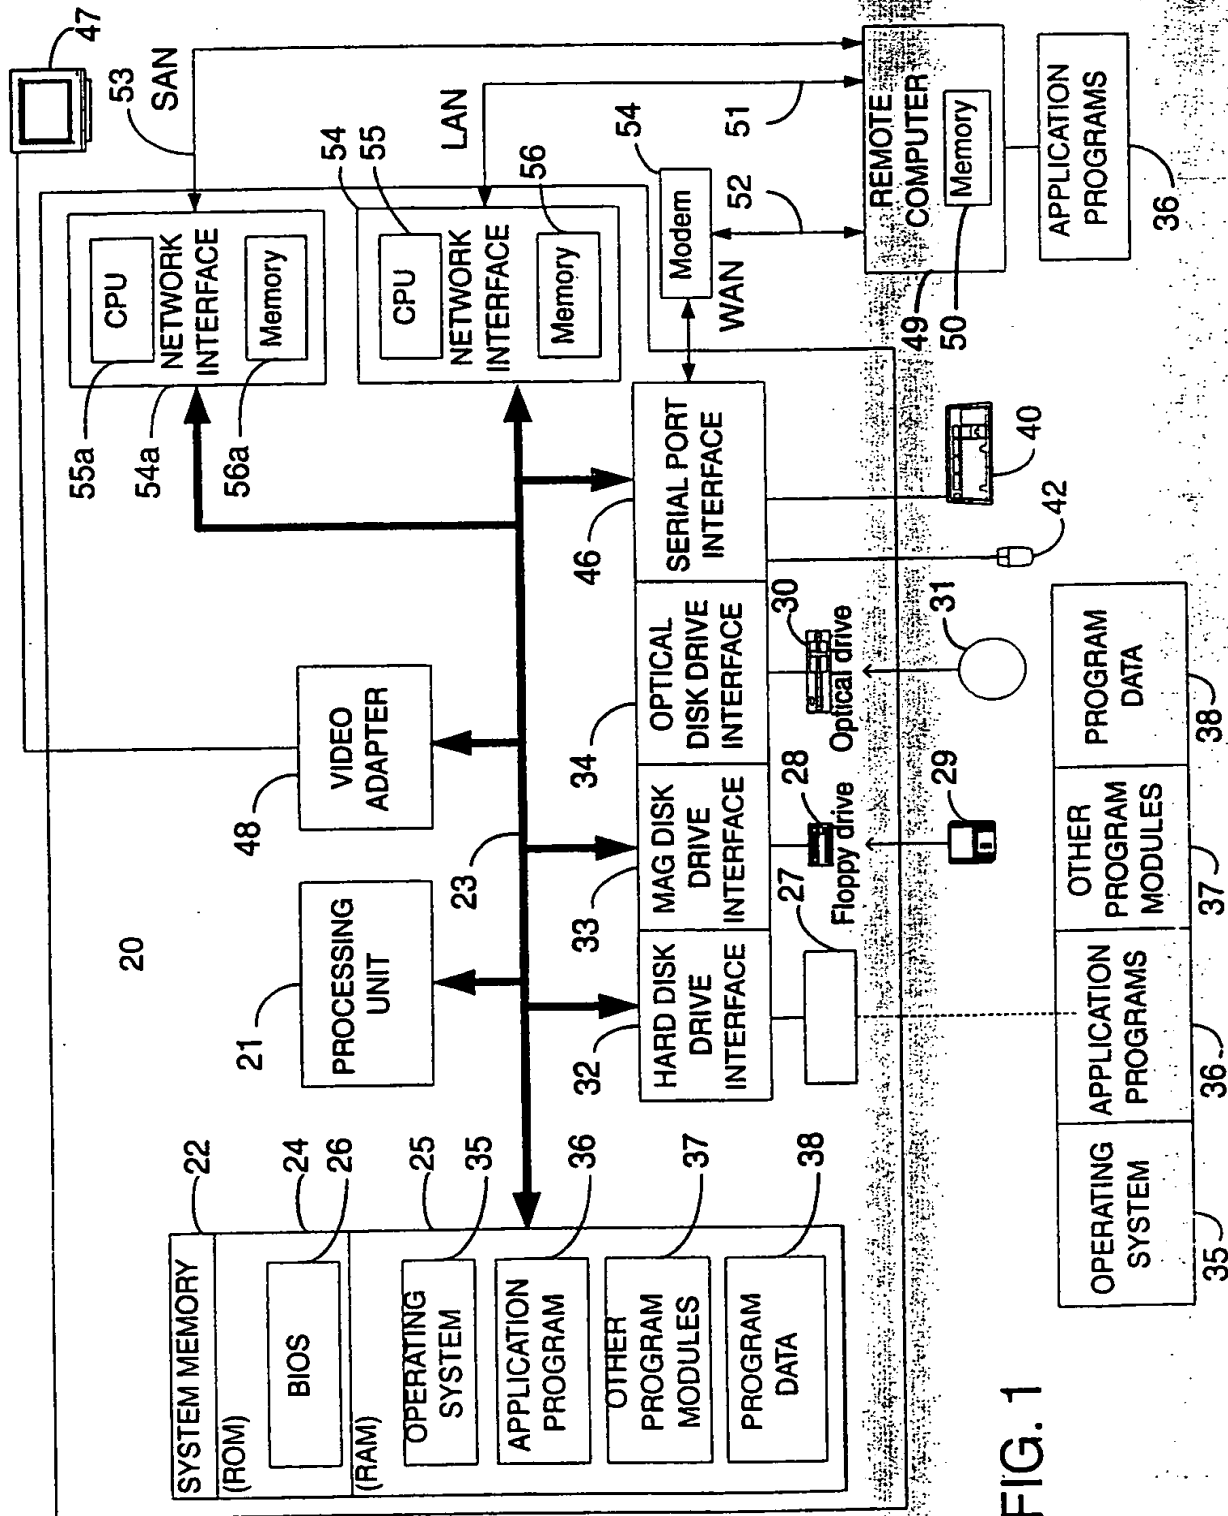 47
53
SAN
CPU
NETWORK
INTERFACE
Memory
55a
54a
56a
54
55
LAN
CPU
NETWORK
INTERFACE
Memory
56
54
Modem
WAN
52
51
REMOTE
COMPUTER
Memory
49
50
APPLICATION
PROGRAMS
36
20
21
PROCESSING
UNIT
48
VIDEO
ADAPTER
23
SYSTEM MEMORY
22
(ROM)
24
BIOS
26
(RAM)
25
OPERATING
SYSTEM
35
APPLICATION
PROGRAM
36
OTHER
PROGRAM
MODULES
37
PROGRAM
DATA
38
32
HARD DISK
DRIVE
INTERFACE
33
MAG DISK
DRIVE
INTERFACE
34
OPTICAL
DISK DRIVE
INTERFACE
46
SERIAL PORT
INTERFACE
27
28
Floppy drive
30
Optical drive
29
31
42
40
OPERATING
SYSTEM
35
APPLICATION
PROGRAMS
36
OTHER
PROGRAM
MODULES
37
PROGRAM
DATA
38
FIG. 1